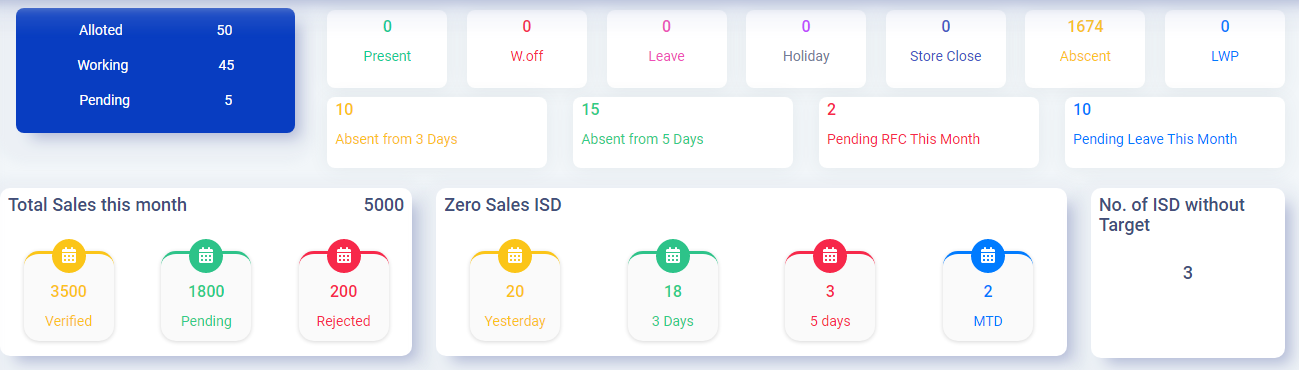 Alloted 50
Working 45
Pending 5
0 0 0 0 0 1674 0
Present W.off Leave Holiday Store Close Abscent LWP
10 15 2 10
Absent from 3 Days Absent from 5 Days Pending RFC This Month Pending Leave This Month
Total Sales this month 5000
3500 1800 200
Verified Pending Rejected
Zero Sales ISD
20 18 3 2
Yesterday 3 Days 5 days MTD
No. of ISD without
Target
3